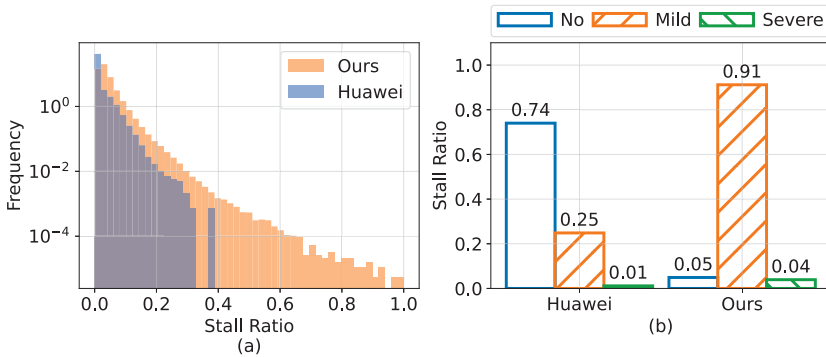 No Mild Severe
Ours
Huawei
Frequency
10^0
10^-2
10^-4
0.0 0.2 0.4 0.6 0.8 1.0
Stall Ratio
(a)
Stall Ratio
1.0
0.8
0.6
0.4
0.2
0.0
0.74
0.25
0.01
0.05
0.91
0.04
Huawei Ours
(b)